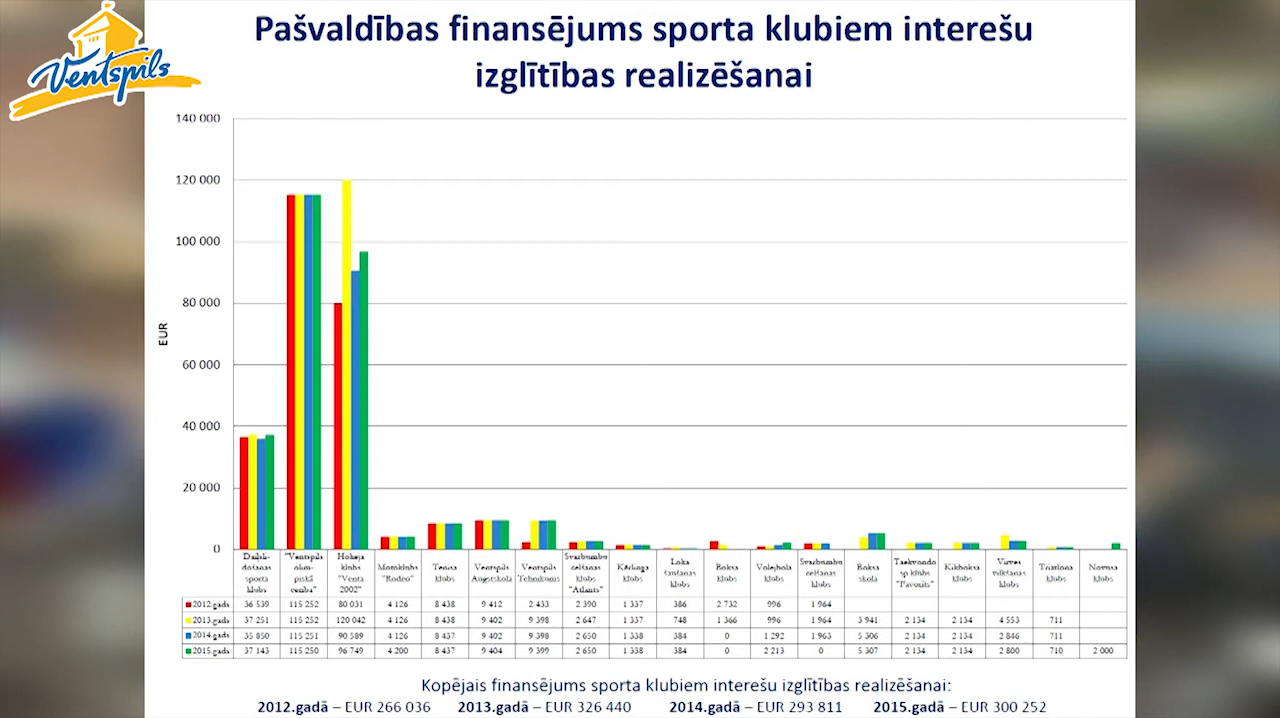 Ventspils
Pašvaldības finansējums sporta klubiem interešu
izglītības realizēšanai
140 000
120 000
100 000
80 000
60 000
40 000
20 000
0
EUR
Daiļsli-
došanas
sporta
klubs
"Ventspils
olim-
piskā
cerība"
Hokeja
klubs
"Venta
2002"
Motoklubs
"Rodeo"
Tenisa
klubs
Ventspils
Augstskola
Ventspils
Tehnikums
Svarbumbu
celšanas
klubs
"Atlants"
Kērlinga
klubs
Loka
šaušanas
klubs
Boksa
klubs
Volejbola
klubs
Svarbumbu
celšanas
klubs
Boksa
skola
Taekvondo
sp.klubs
"Favorīts"
Kikboksa
klubs
Virves
vilkšanas
klubs
Triatlona
klubs
klubs
2012.gads 36 539 115 252 80 031 4 126 8 438 9 412 2 433 2 390 1 337 386 2 732 996 1 964
2013.gads 37 251 115 252 120 042 4 126 8 438 9 402 9 398 2 647 1 337 748 1 366 996 1 964 3 941 2 134 2 134 4 553 711
2014.gads 35 850 115 251 90 589 4 126 8 437 9 402 9 398 2 650 1 338 384 0 1 292 1 963 5 306 2 134 2 134 2 846 711
2015.gads 37 143 115 250 96 749 4 200 8 437 9 404 9 399 2 650 1 338 384 0 2 213 0 5 307 2 134 2 134 2 800 710 2 000
Kopējais finansējums sporta klubiem interešu izglītības realizēšanai:
2012.gadā – EUR 266 036 2013.gadā – EUR 326 440 2014.gadā – EUR 293 811 2015.gadā – EUR 300 252